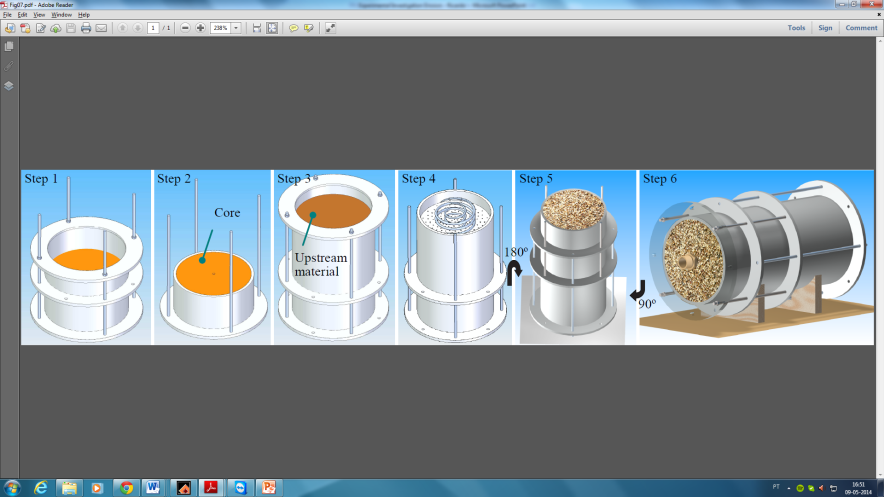 Fig07.pdf - Adobe Reader
File Edit View Window Help
1 / 1
238%
Tools Sign Comment
Step 1
Step 2
Core
Step 3
Upstream
material
Step 4
180º
Step 5
90º
Step 6
PT
16:51
09-05-2014